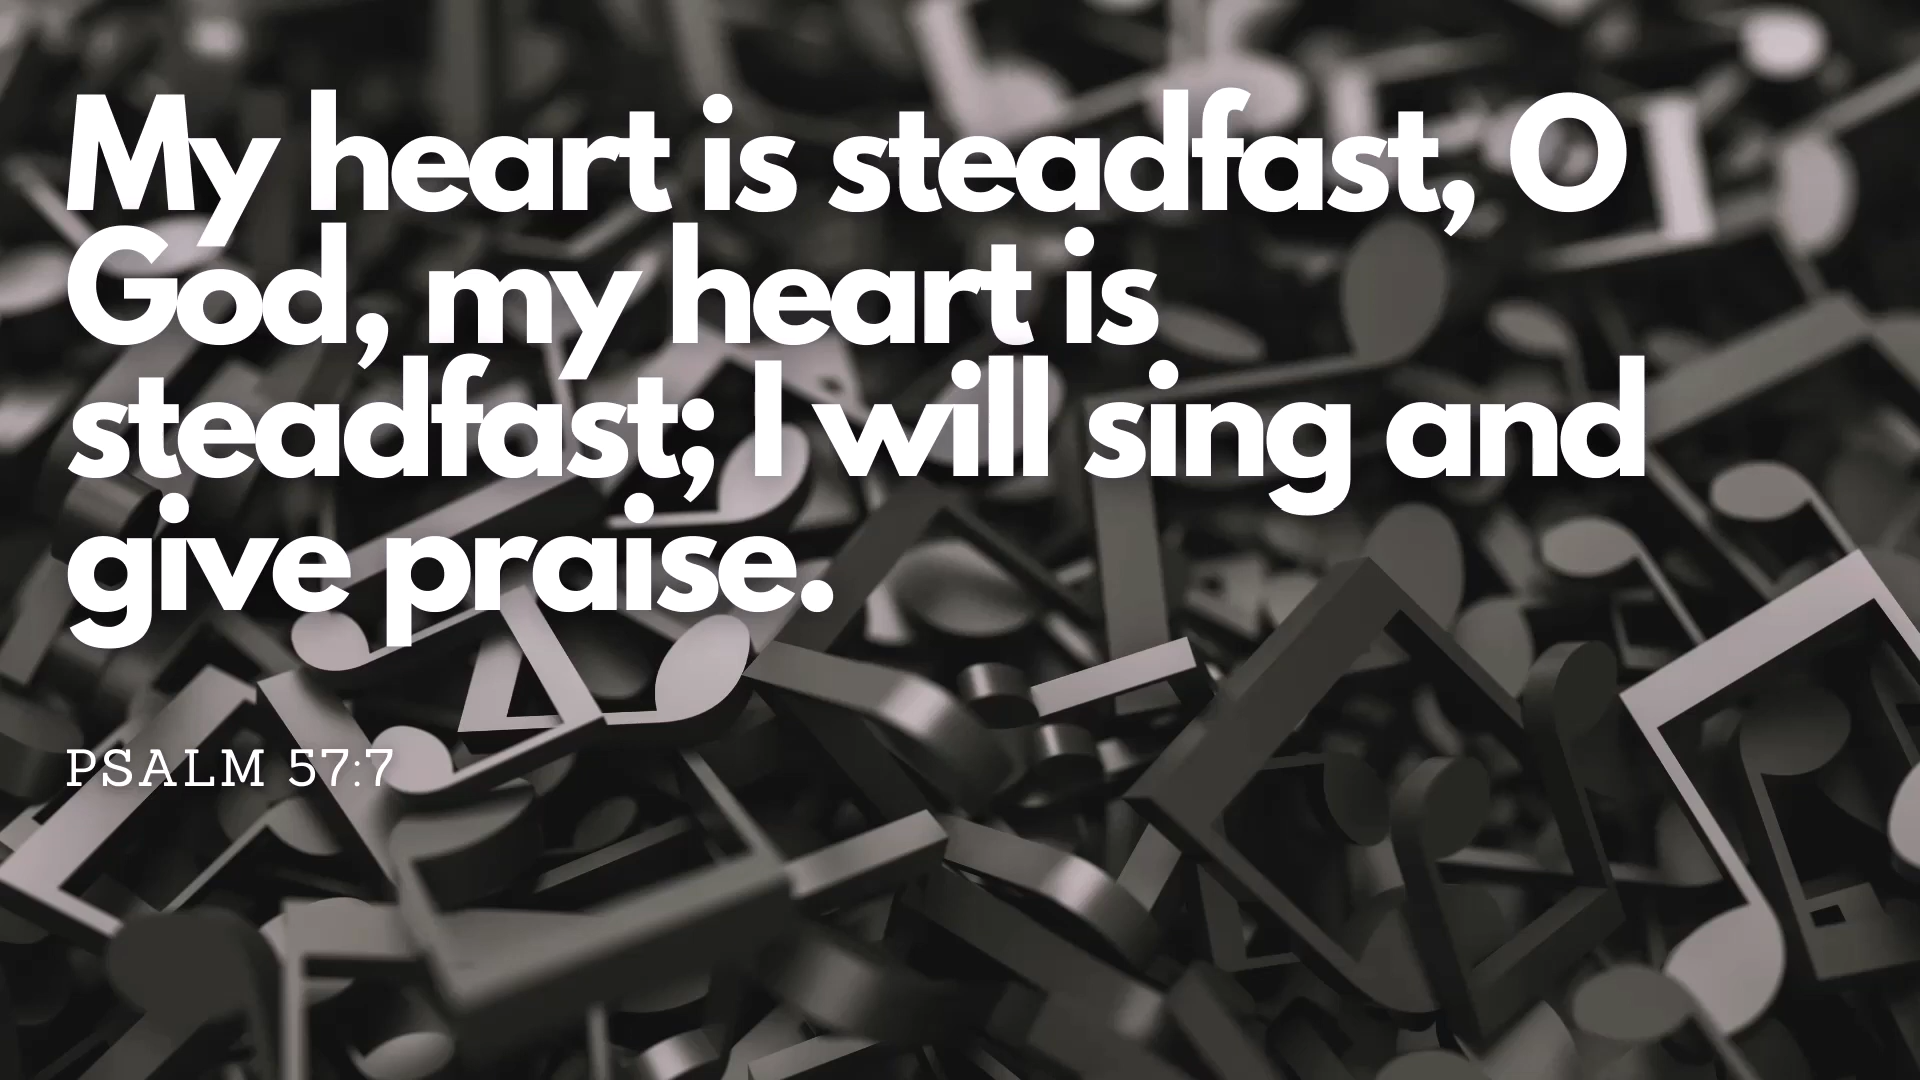 My heart is steadfast, O
God, my heart is
steadfast; I will sing and
give praise.
PSALM 57:7